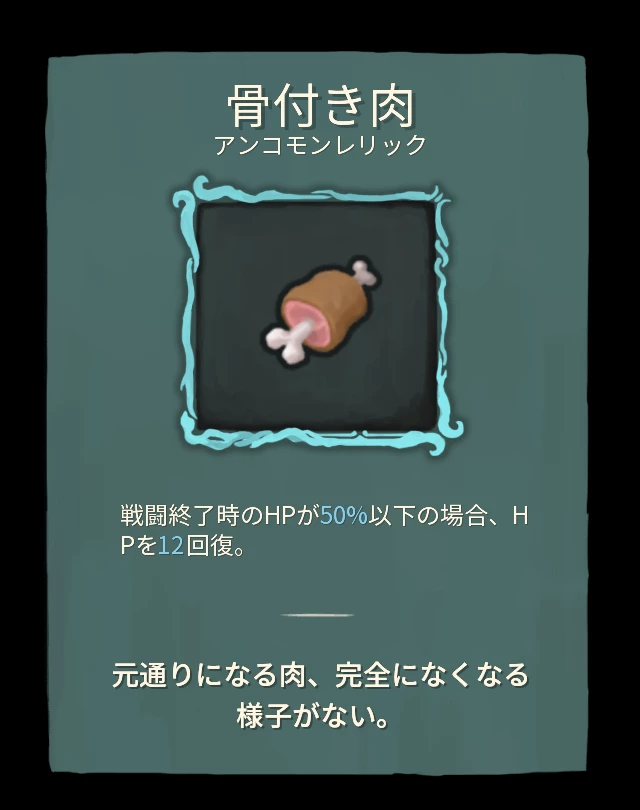 骨付き肉
アンコモンレリック
戦闘終了時のHPが50%以下の場合、H
Pを12回復。
元通りになる肉、完全になくなる
様子がない。